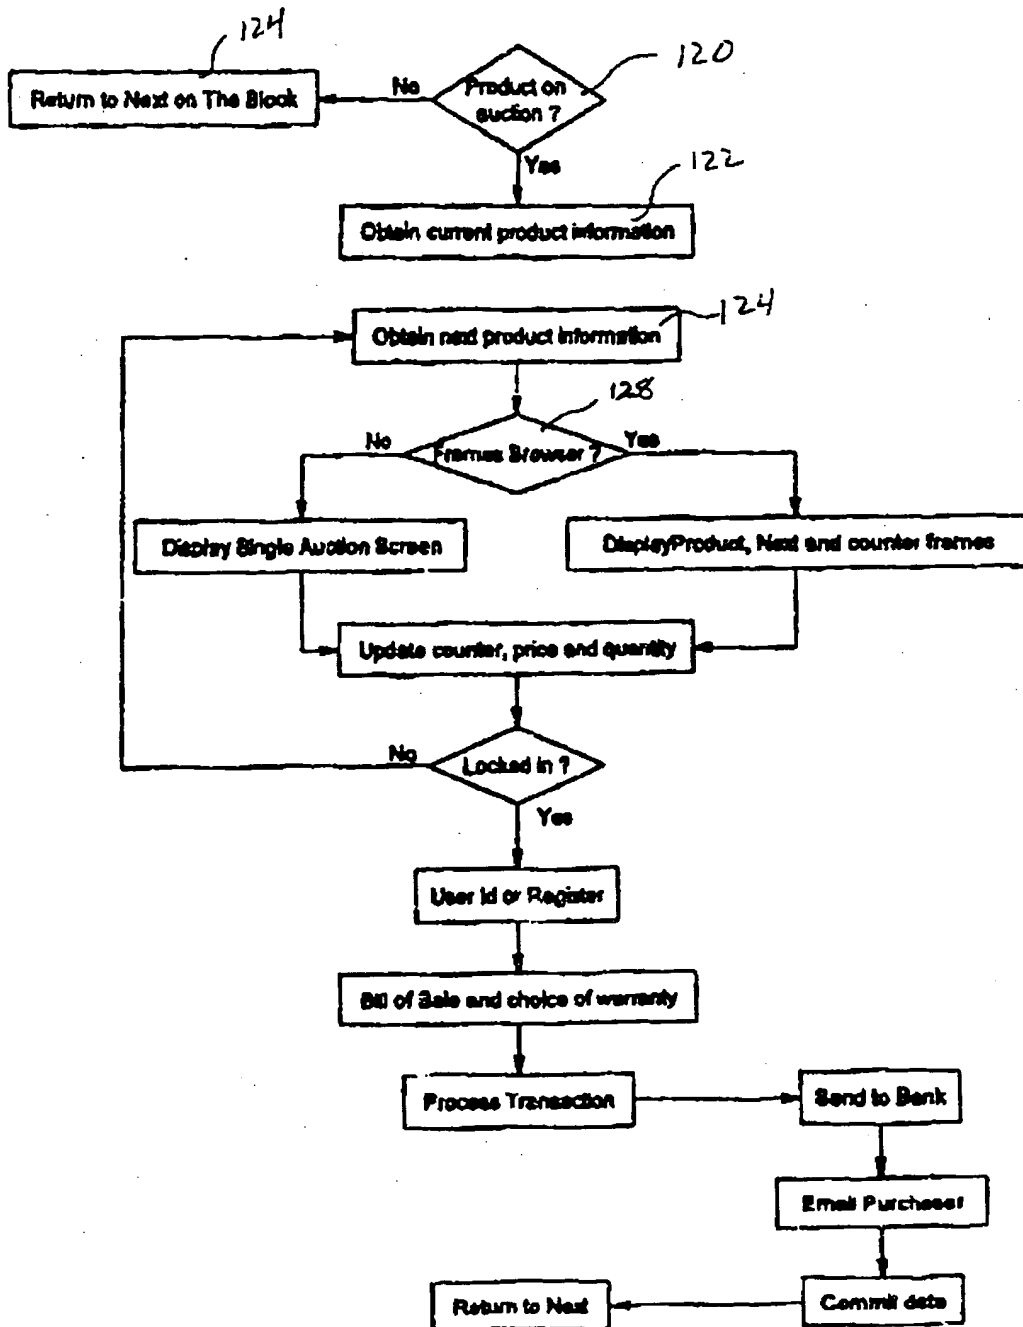 124
120
Return to Next on The Block
No
Product on
auction ?
Yes
122
Obtain current product information
124
Obtain next product information
128
No
Frames Browser ?
Yes
Display Single Auction Screen
DisplayProduct, Next and counter frames
Update counter, price and quantity
No
Locked in ?
Yes
User Id or Register
Bill of Sale and choice of warranty
Process Transaction
Send to Bank
Email Purchaser
Commit data
Return to Next